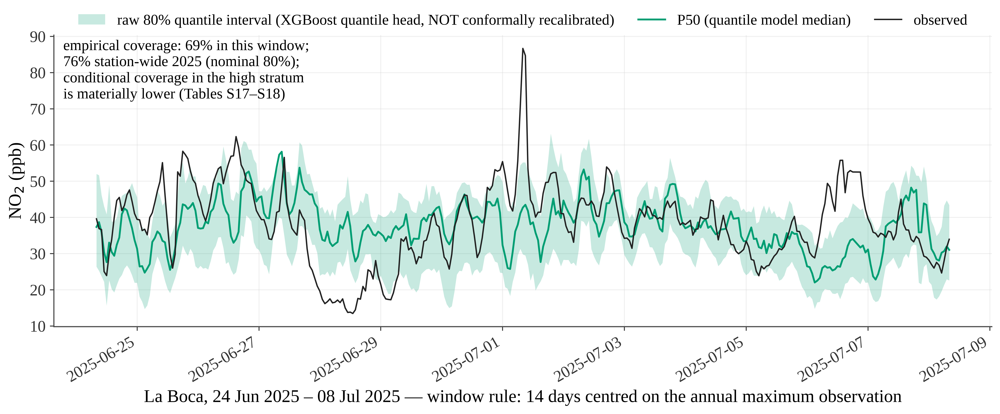 raw 80% quantile interval (XGBoost quantile head, NOT conformally recalibrated)
P50 (quantile model median)
observed
empirical coverage: 69% in this window;
76% station-wide 2025 (nominal 80%);
conditional coverage in the high stratum
is materially lower (Tables S17–S18)
NO₂ (ppb)
90
80
70
60
50
40
30
20
10
2025-06-25
2025-06-27
2025-06-29
2025-07-01
2025-07-03
2025-07-05
2025-07-07
2025-07-09
La Boca, 24 Jun 2025 – 08 Jul 2025 — window rule: 14 days centred on the annual maximum observation